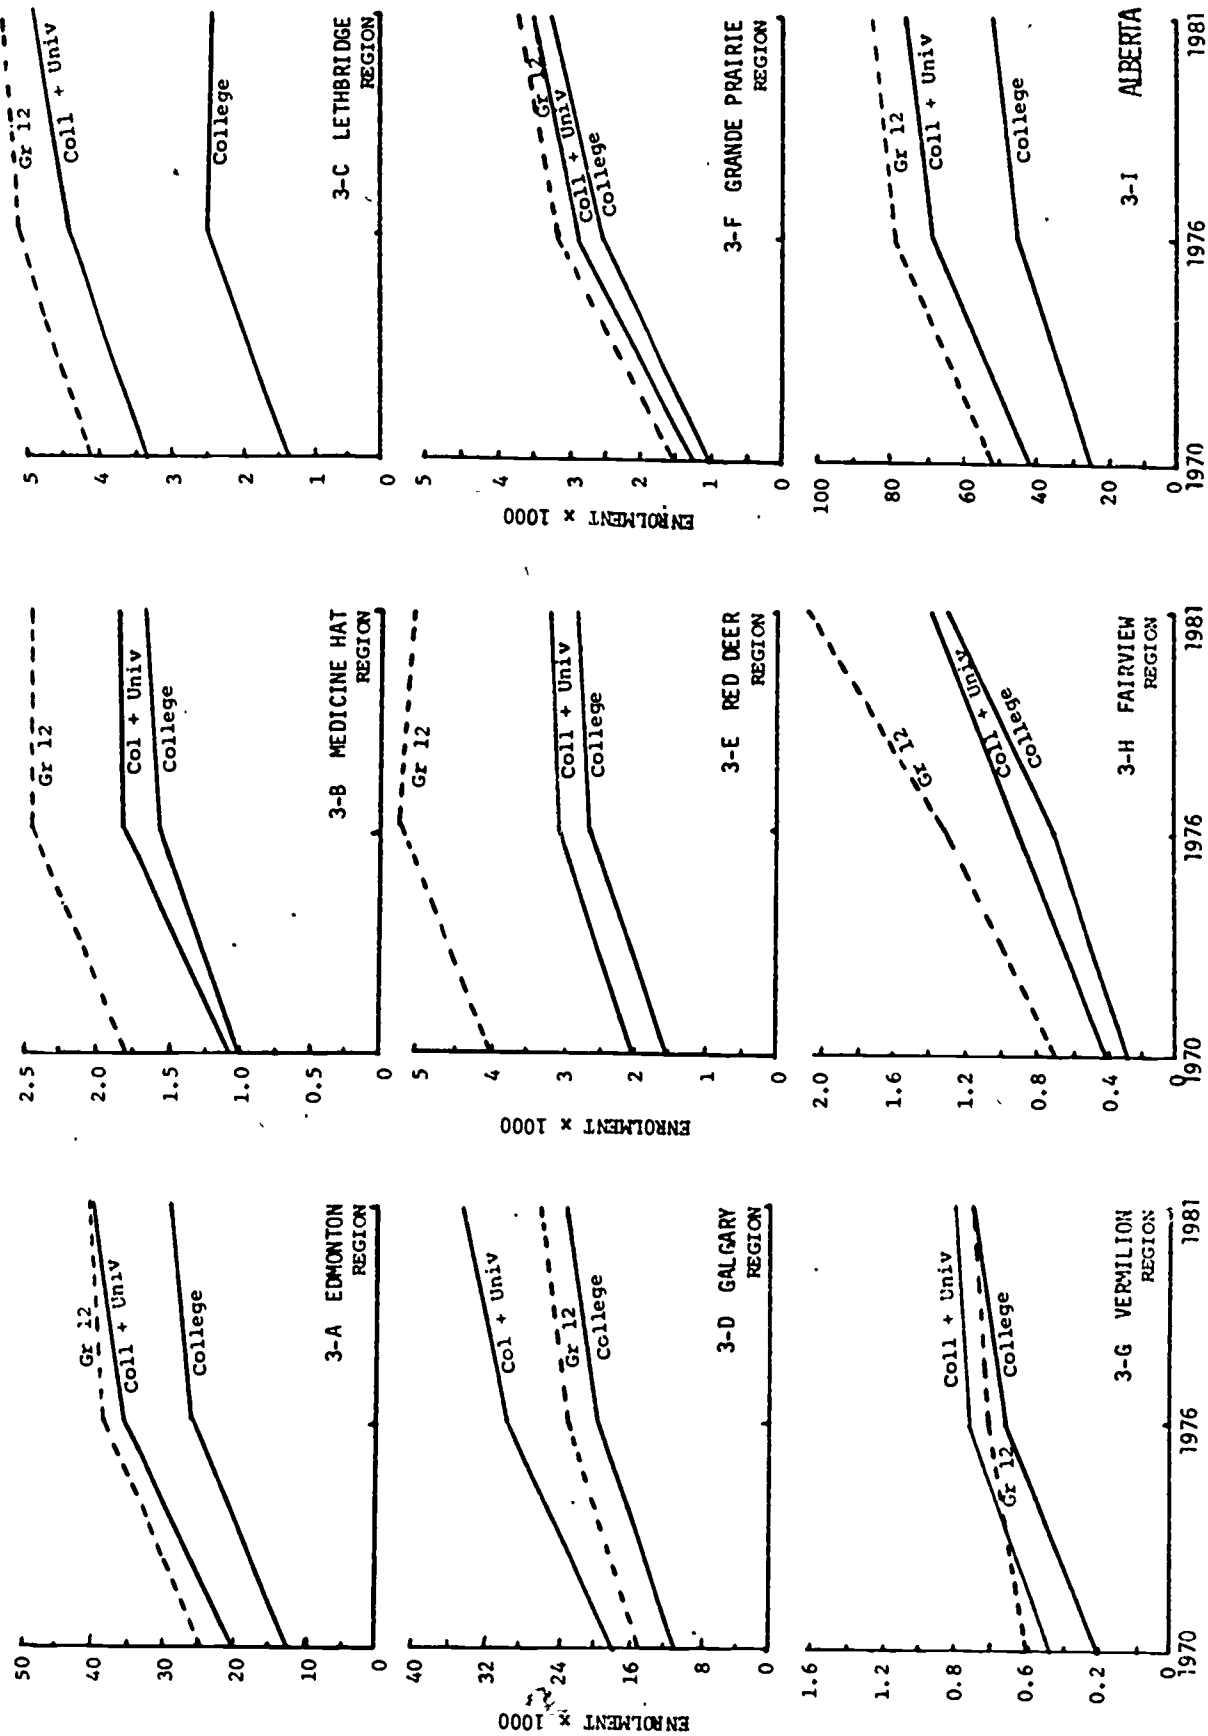 50
40
30
20
10
0
Gr 12
Coll + Univ
College
3-A EDMONTON
REGION
2.5
2.0
1.5
1.0
0.5
0
Gr 12
Col + Univ
College
3-B MEDICINE HAT
REGION
5
4
3
2
1
0
Gr 12
Coll + Univ
College
3-C LETHBRIDGE
REGION
ENROLMENT x 1000
40
32
24
16
8
0
Col + Univ
Gr 12
College
3-D GALGARY
REGION
ENROLMENT x 1000
5
4
3
2
1
0
Gr 12
Coll + Univ
College
3-E RED DEER
REGION
ENROLMENT x 1000
5
4
3
2
1
0
Gr 12
Coll + Univ
College
3-F GRANDE PRAIRIE
REGION
1.6
1.2
0.8
0.6
0.2
0
Coll + Univ
Gr 12
College
3-G VERMILION
REGION
1970
1976
1981
2.0
1.6
1.2
0.8
0.4
0
Gr 12
Coll + Univ
College
3-H FAIRVIEW
REGION
1970
1976
1981
100
80
60
40
20
0
Gr 12
Coll + Univ
College
3-I ALBERTA
1970
1976
1981